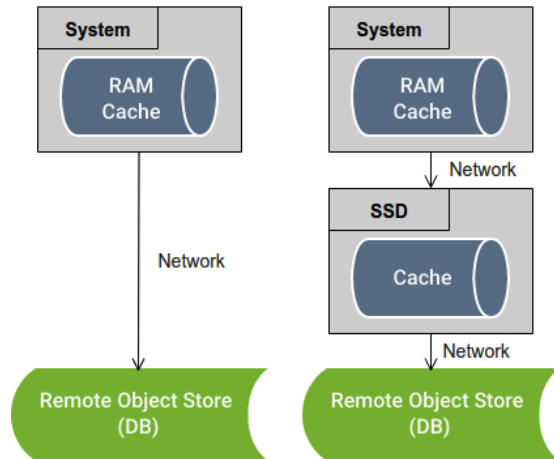 System
RAM
Cache
Network
Remote Object Store
(DB)
System
RAM
Cache
Network
SSD
Cache
Network
Remote Object Store
(DB)